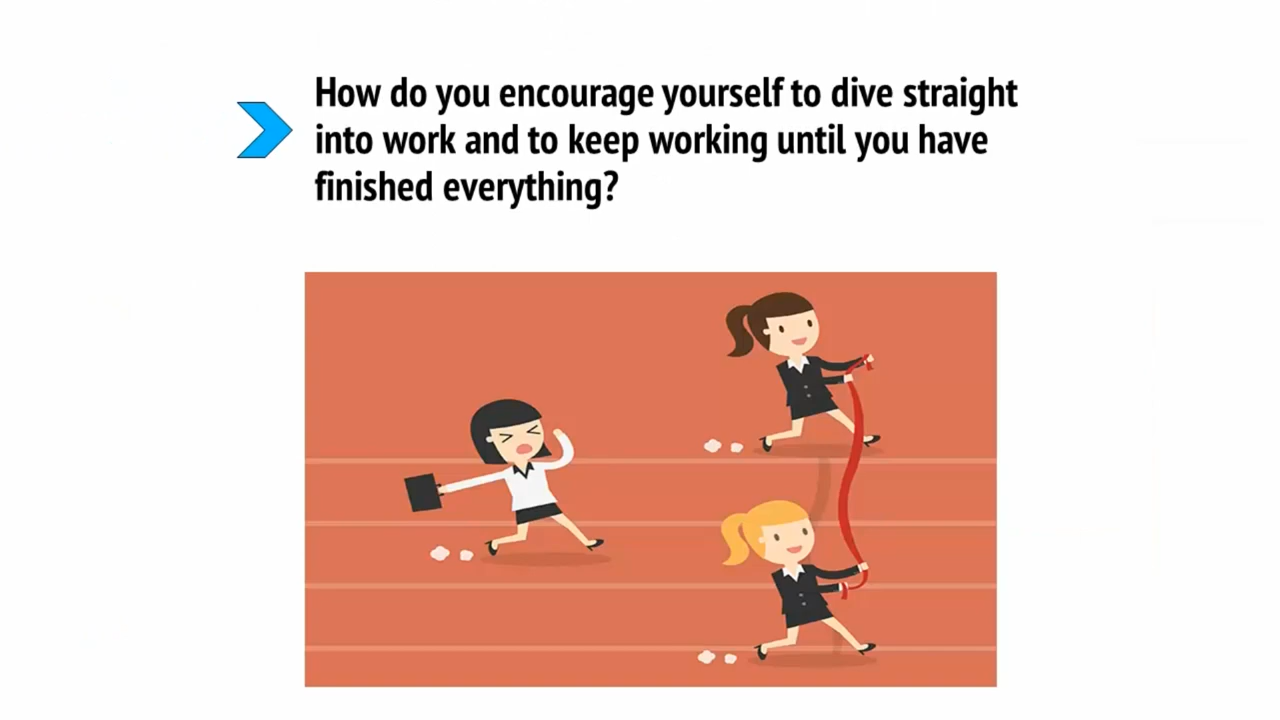 How do you encourage yourself to dive straight
into work and to keep working until you have
finished everything?